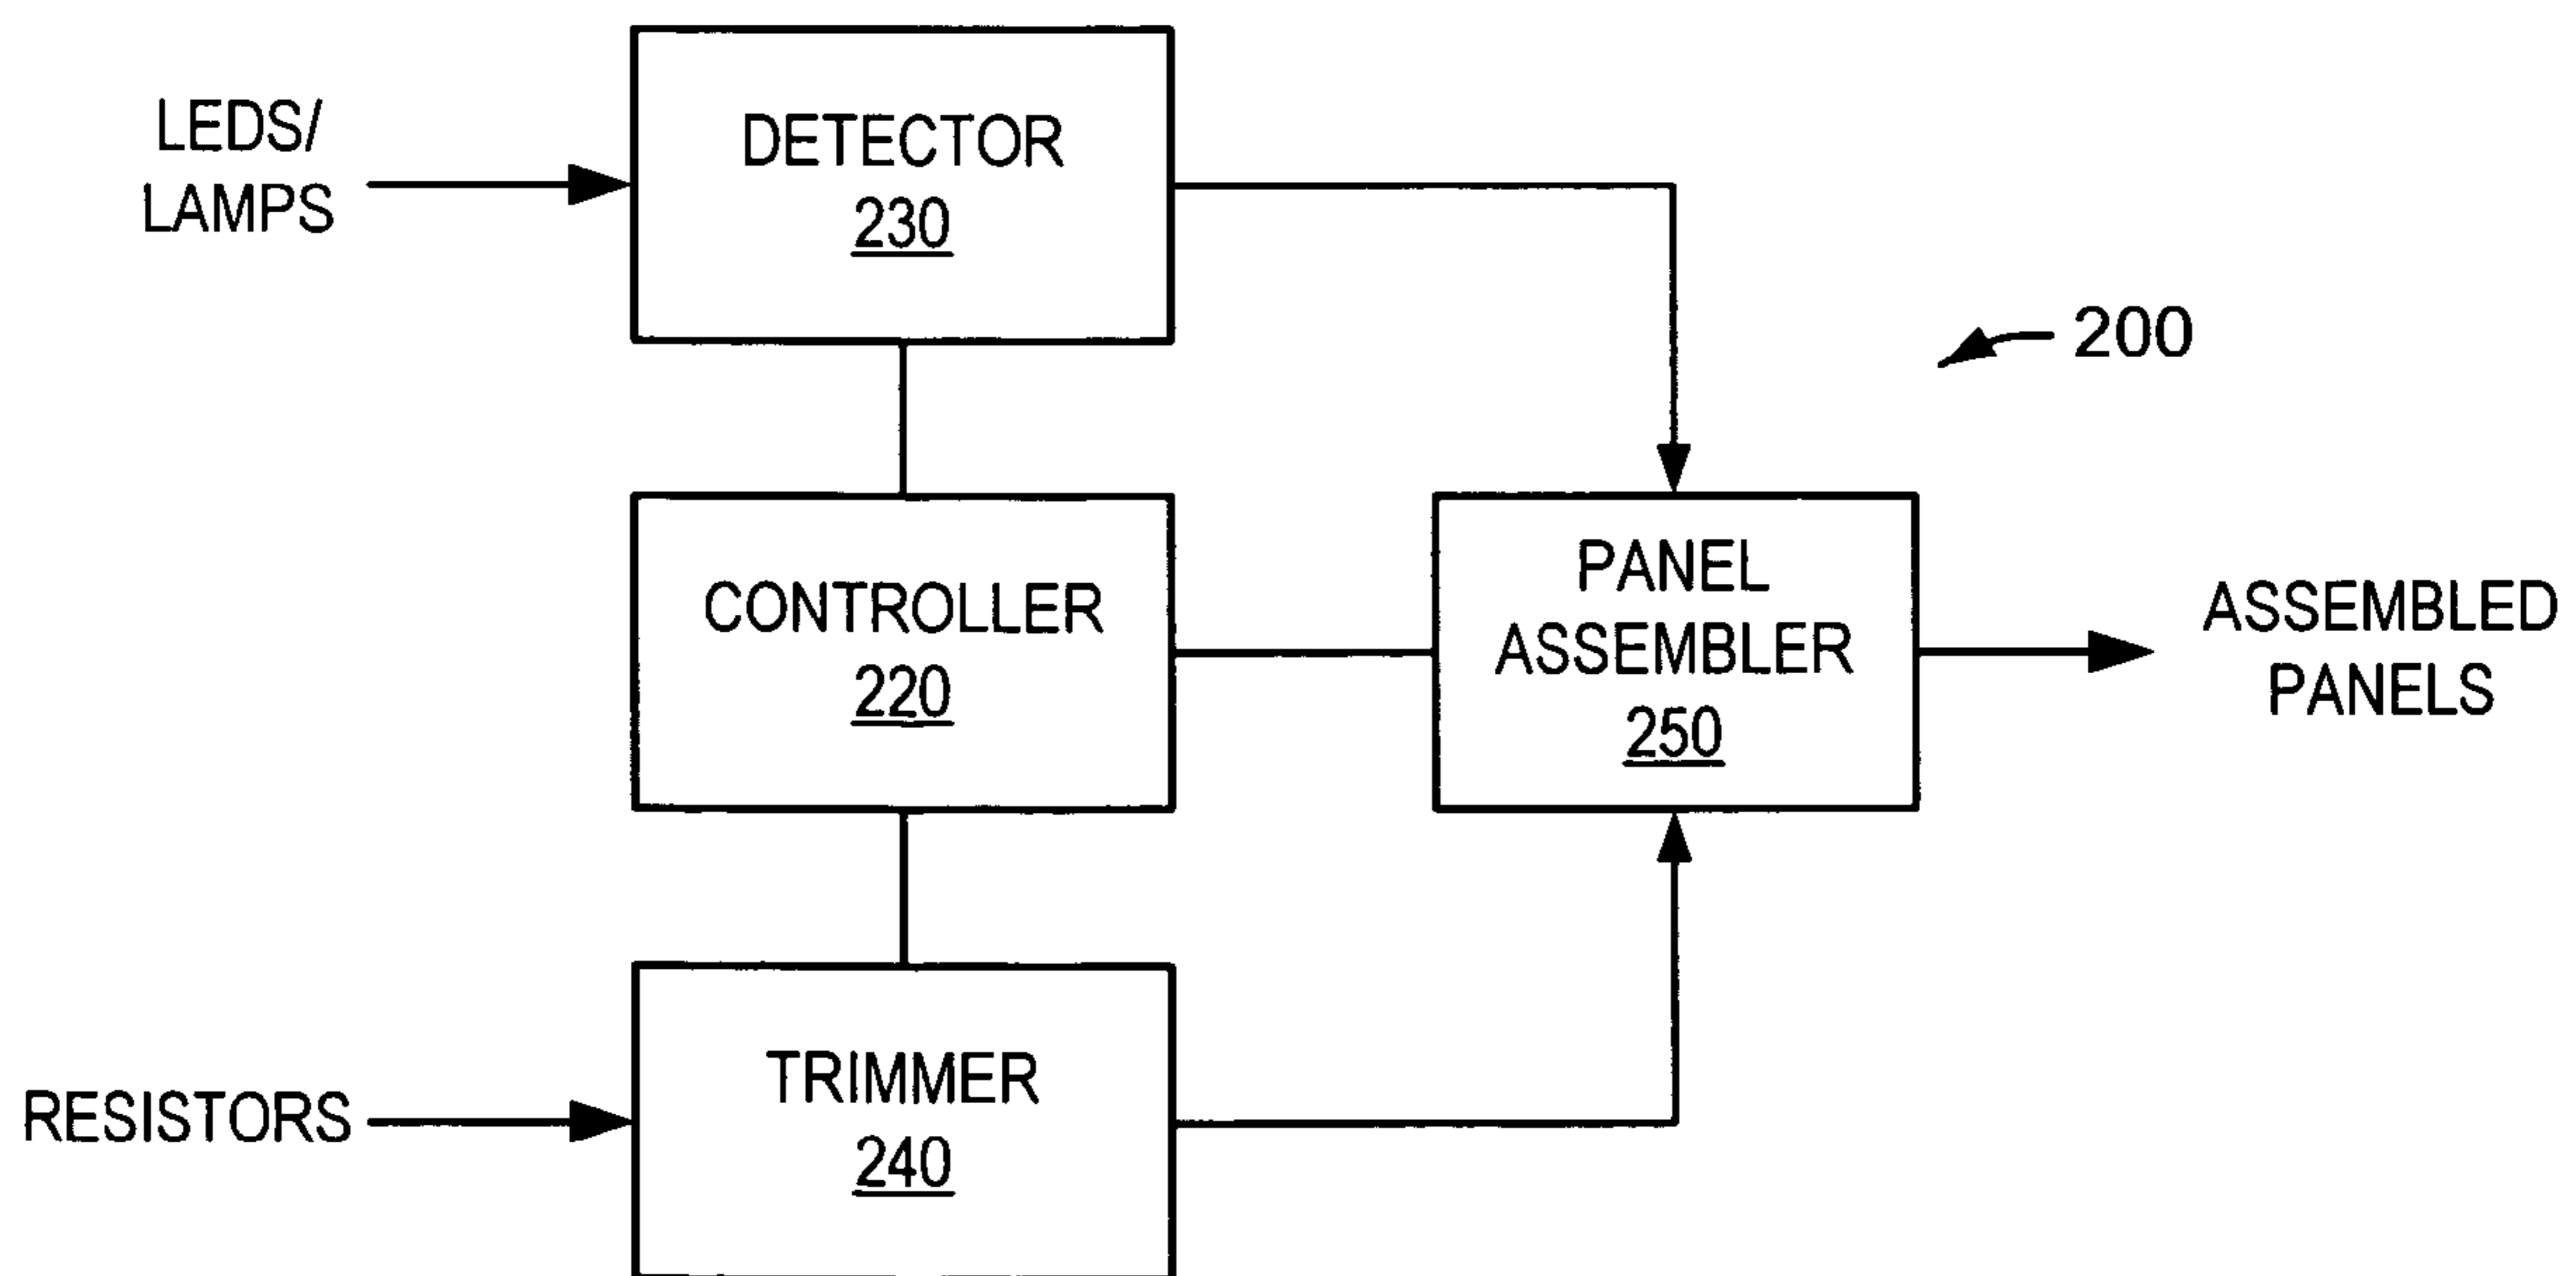 LEDS/
LAMPS
DETECTOR
230
200
CONTROLLER
220
PANEL
ASSEMBLER
250
ASSEMBLED
PANELS
RESISTORS
TRIMMER
240